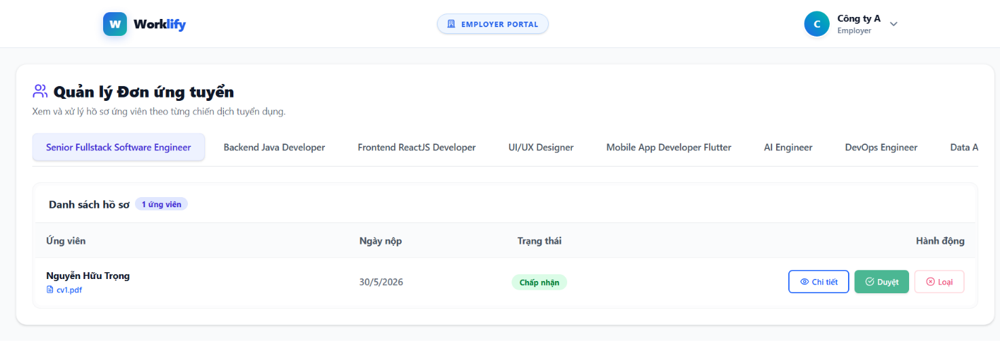 W Worklify
EMPLOYER PORTAL
C
Công ty A
Employer
Quản lý Đơn ứng tuyển
Xem và xử lý hồ sơ ứng viên theo từng chiến dịch tuyển dụng.
Senior Fullstack Software Engineer Backend Java Developer Frontend ReactJS Developer UI/UX Designer Mobile App Developer Flutter AI Engineer DevOps Engineer Data A
Danh sách hồ sơ 1 ứng viên
Ứng viên Ngày nộp Trạng thái Hành động
Nguyễn Hữu Trọng
cv1.pdf
30/5/2026 Chấp nhận Chi tiết Duyệt Loại